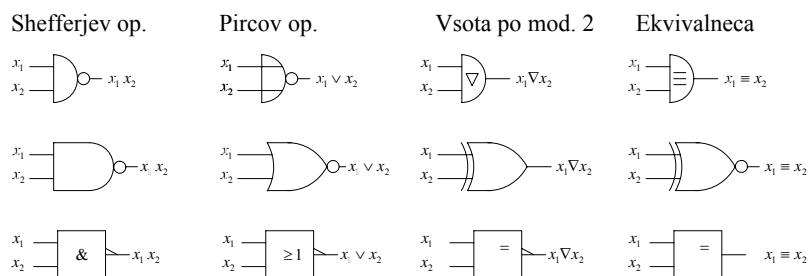 Shefferjev op. Pircov op. Vsota po mod. 2 Ekvivalneca
x₁ x₁ x₁ x₁
x₁ x₂ x₁ ∨ x₂ ▽ x₁∇x₂ ≡ x₁ ≡ x₂
x₂ x₂ x₂ x₂
x₁ x₁ x₁ x₁
x₁ x₂ x₁ ∨ x₂ x₁∇x₂ x₁ ≡ x₂
x₂ x₂ x₂ x₂
x₁ x₁ x₁ x₁
& x₁ x₂ ≥1 x₁ ∨ x₂ = x₁∇x₂ = x₁ ≡ x₂
x₂ x₂ x₂ x₂